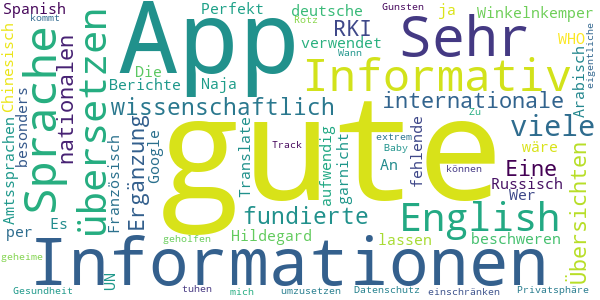 Spanish
kommt
Chinesisch
besonders
Amtssprachen
Sprache
nationalen
Die
Berichte
übersetzen
App
Perfekt
deutsche
Gunsten
Rotz
Wann
RKI
verwendet
ja
Sehr
Winkelnkemper
WHO
eigentliche
Arabisch
Naja
Informativ
wissenschaftlich
internationale
viele
gute
Track
extrem
Baby
Zu
An
können
fehlende
wäre
Eine
Russisch
Wer
Übersichten
Französisch
Ergänzung
Google
Translate
aufwendig
garnicht
per
Es
UN
geheime
geholfen
fundierte
Hildegard
English
lassen
beschweren
Informationen
Gesundheit
tuhen
mich
umzusetzen
Datenschutz
einschränken
Privatsphäre